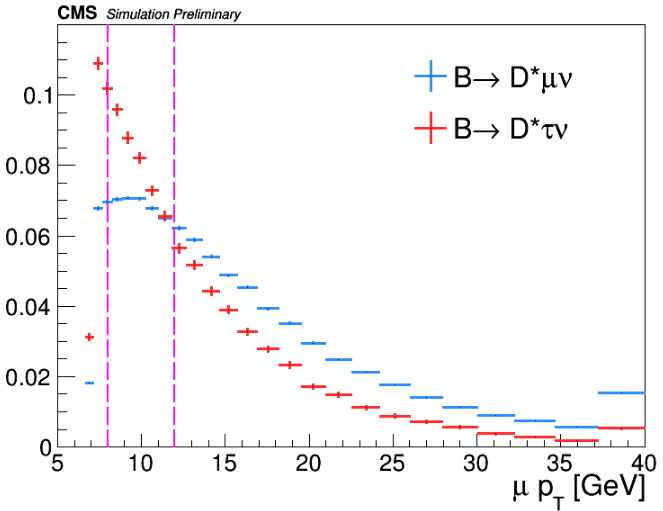 CMS Simulation Preliminary
B→ D*μν
B→ D*τν
0.1
0.08
0.06
0.04
0.02
0
5 10 15 20 25 30 35 40
μ p_T [GeV]